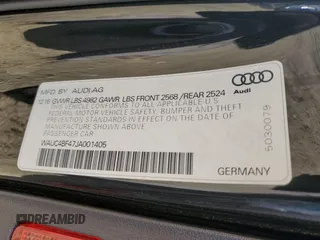 MFD. BY AUDI AG
12.16 GVWR LBS 4982 GAWR LBS FRONT 2568 / REAR 2524
THIS VEHICLE CONFORMS TO ALL APPLICABLE U.S.
FEDERAL MOTOR VEHICLE SAFETY, BUMPER AND THEFT
PREVENTION STANDARDS IN EFFECT ON THE DATE OF
MANUFACTURE SHOWN ABOVE.
PASSENGER CAR
WAUC4BF47JA001405
Audi
5030079
GERMANY
DREAMBID